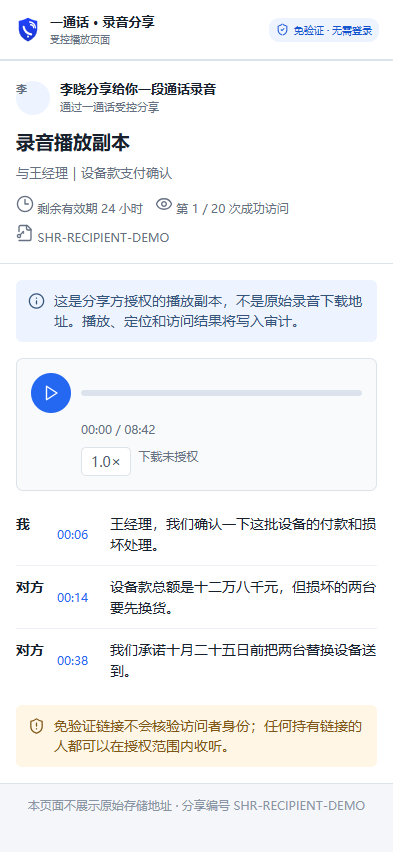 一通话 · 录音分享
受控播放页面
免验证 · 无需登录
李
李晓分享给你一段通话录音
通过一通话受控分享
录音播放副本
与王经理｜设备款支付确认
剩余有效期 24 小时
第 1 / 20 次成功访问
SHR-RECIPIENT-DEMO
这是分享方授权的播放副本，不是原始录音下载地
址。播放、定位和访问结果将写入审计。
00:00 / 08:42
1.0×
下载未授权
我
00:06
王经理，我们确认一下这批设备的付款和损
坏处理。
对方
00:14
设备款总额是十二万八千元，但损坏的两台
要先换货。
对方
00:38
我们承诺十月二十五日前把两台替换设备送
到。
免验证链接不会核验访问者身份；任何持有链接的
人都可以在授权范围内收听。
本页面不展示原始存储地址 · 分享编号 SHR-RECIPIENT-DEMO